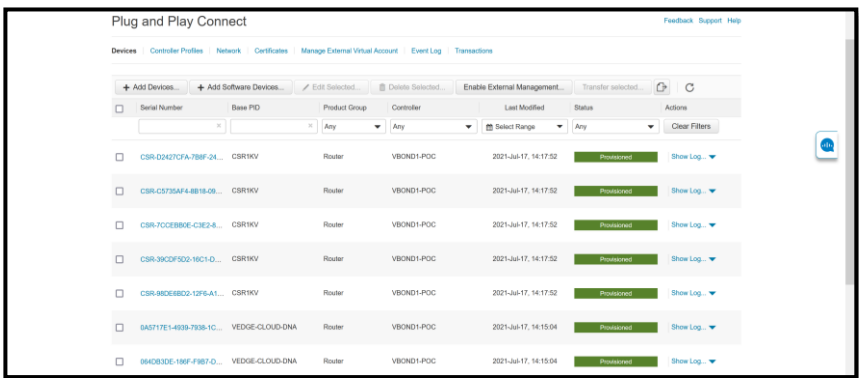 Plug and Play Connect
Feedback Support Help
Devices | Controller Profiles | Network | Certificates | Manage External Virtual Account | Event Log | Transactions
+ Add Devices... + Add Software Devices... Edit Selected... Delete Selected... Enable External Management... Transfer selected...
Serial Number Base PID Product Group Controller Last Modified Status Actions
× × Any Any Select Range Any Clear Filters
CSR-D2427CFA-7B8F-24... CSR1KV Router VBOND1-POC 2021-Jul-17, 14:17:52 Provisioned Show Log...
CSR-C5735AF4-8B18-09... CSR1KV Router VBOND1-POC 2021-Jul-17, 14:17:52 Provisioned Show Log...
CSR-7CCEBB0E-C3E2-8... CSR1KV Router VBOND1-POC 2021-Jul-17, 14:17:52 Provisioned Show Log...
CSR-39CDF5D2-16C1-D... CSR1KV Router VBOND1-POC 2021-Jul-17, 14:17:52 Provisioned Show Log...
CSR-98DE6BD2-12F6-A1... CSR1KV Router VBOND1-POC 2021-Jul-17, 14:17:52 Provisioned Show Log...
0A5717E1-4939-7938-1C... VEDGE-CLOUD-DNA Router VBOND1-POC 2021-Jul-17, 14:15:04 Provisioned Show Log...
064DB3DE-186F-F9B7-D... VEDGE-CLOUD-DNA Router VBOND1-POC 2021-Jul-17, 14:15:04 Provisioned Show Log...